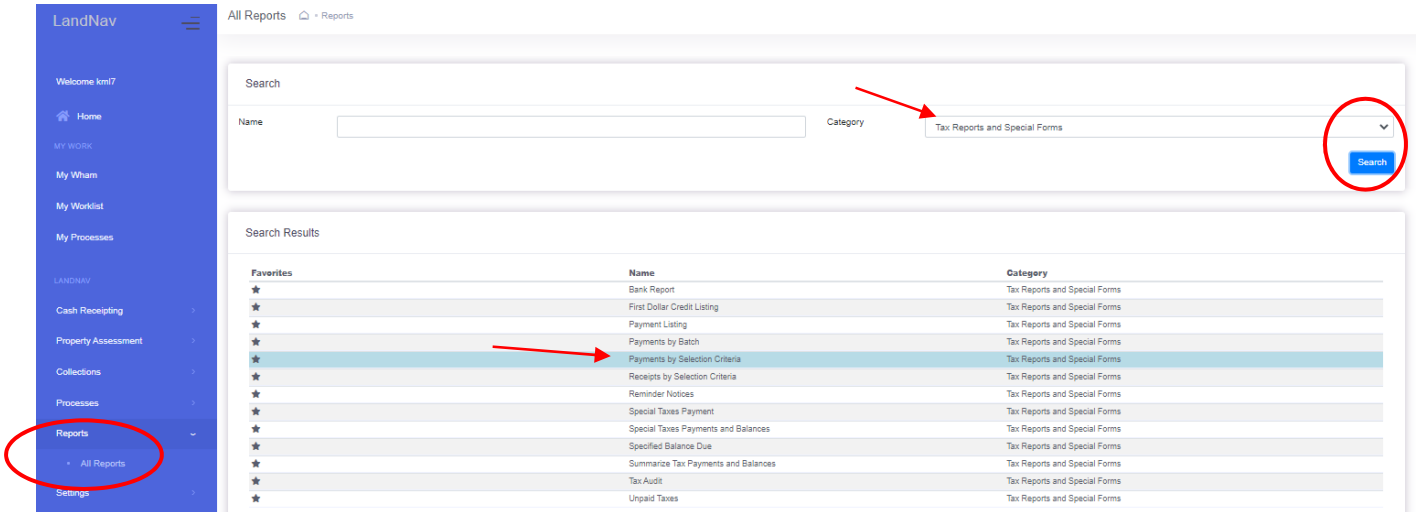 LandNav
All Reports • Reports
Welcome kml7
Home
MY WORK
My Wham
My Worklist
My Processes
LANDNAV
Cash Receipting
Property Assessment
Collections
Processes
Reports
• All Reports
Settings
Search
Name
Category Tax Reports and Special Forms
Search
Search Results
Favorites Name Category
Bank Report Tax Reports and Special Forms
First Dollar Credit Listing Tax Reports and Special Forms
Payment Listing Tax Reports and Special Forms
Payments by Batch Tax Reports and Special Forms
Payments by Selection Criteria Tax Reports and Special Forms
Receipts by Selection Criteria Tax Reports and Special Forms
Reminder Notices Tax Reports and Special Forms
Special Taxes Payment Tax Reports and Special Forms
Special Taxes Payments and Balances Tax Reports and Special Forms
Specified Balance Due Tax Reports and Special Forms
Summarize Tax Payments and Balances Tax Reports and Special Forms
Tax Audit Tax Reports and Special Forms
Unpaid Taxes Tax Reports and Special Forms